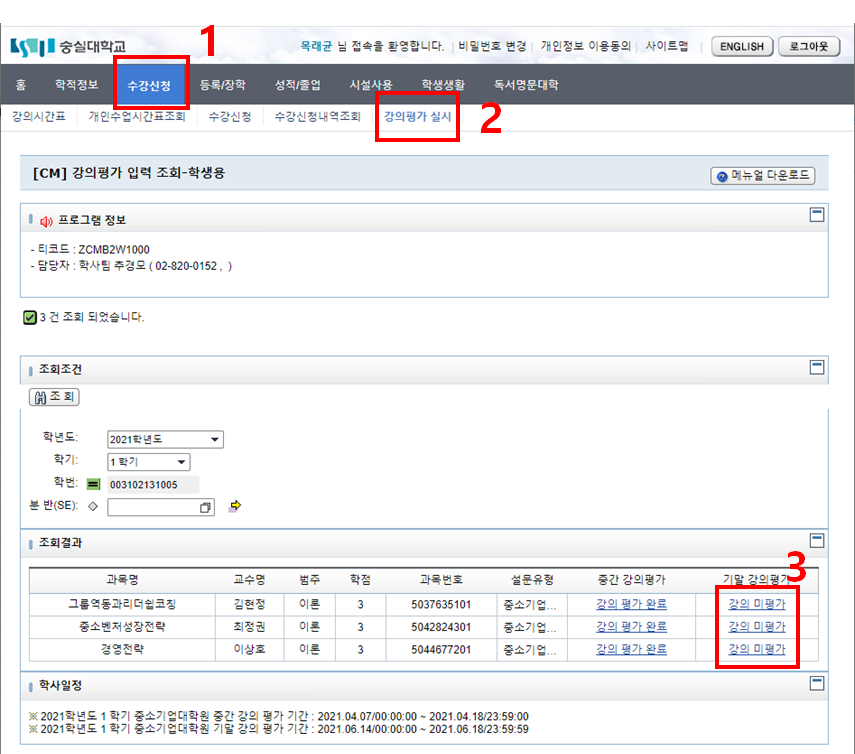 숭실대학교
목래균 님 접속을 환영합니다. | 비밀번호 변경 | 개인정보 이용동의 | 사이트맵 | ENGLISH 로그아웃
1
홈 학적정보 수강신청 등록/장학 성적/졸업 시설사용 학생생활 독서명문대학
강의시간표 개인수업시간표조회 수강신청 수강신청내역조회 강의평가 실시
2
[CM] 강의평가 입력 조회-학생용
메뉴얼 다운로드
프로그램 정보
- 티코드 : ZCMB2W1000
- 담당자 : 학사팀 추경모 ( 02-820-0152 , )
3 건 조회 되었습니다.
조회조건
조 회
학년도: 2021학년도
학기: 1 학기
학번: 003102131005
분 반(SE):
조회결과
3
과목명 교수명 범주 학점 과목번호 설문유형 중간 강의평가 기말 강의평가
그룹역동과리더쉽코칭 김현정 이론 3 5037635101 중소기업... 강의 평가 완료 강의 미평가
중소벤저성장전략 최정권 이론 3 5042824301 중소기업... 강의 평가 완료 강의 미평가
경영전략 이상호 이론 3 5044677201 중소기업... 강의 평가 완료 강의 미평가
학사일정
※ 2021학년도 1 학기 중소기업대학원 중간 강의 평가 기간 : 2021.04.07/00:00:00 ~ 2021.04.18/23:59:00
※ 2021학년도 1 학기 중소기업대학원 기말 강의 평가 기간 : 2021.06.14/00:00:00 ~ 2021.06.18/23:59:59